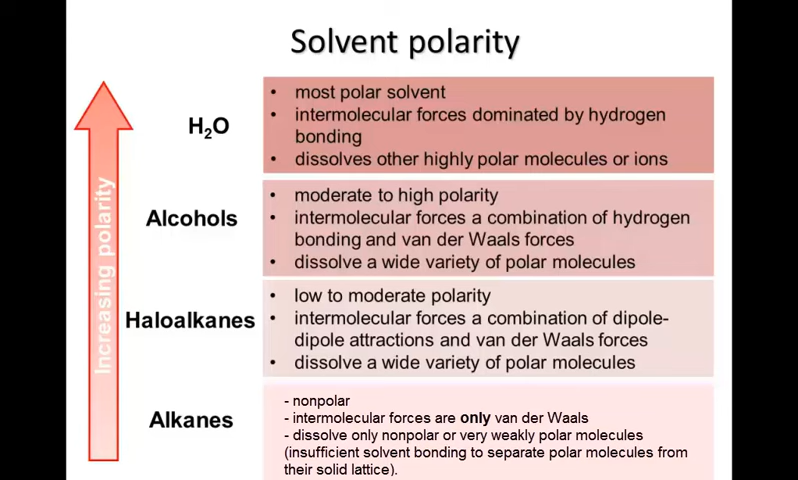 Solvent polarity
Increasing polarity
H₂O
• most polar solvent
• intermolecular forces dominated by hydrogen
bonding
• dissolves other highly polar molecules or ions
Alcohols
• moderate to high polarity
• intermolecular forces a combination of hydrogen
bonding and van der Waals forces
• dissolve a wide variety of polar molecules
Haloalkanes
• low to moderate polarity
• intermolecular forces a combination of dipole-
dipole attractions and van der Waals forces
• dissolve a wide variety of polar molecules
Alkanes
- nonpolar
- intermolecular forces are only van der Waals
- dissolve only nonpolar or very weakly polar molecules
(insufficient solvent bonding to separate polar molecules from
their solid lattice).